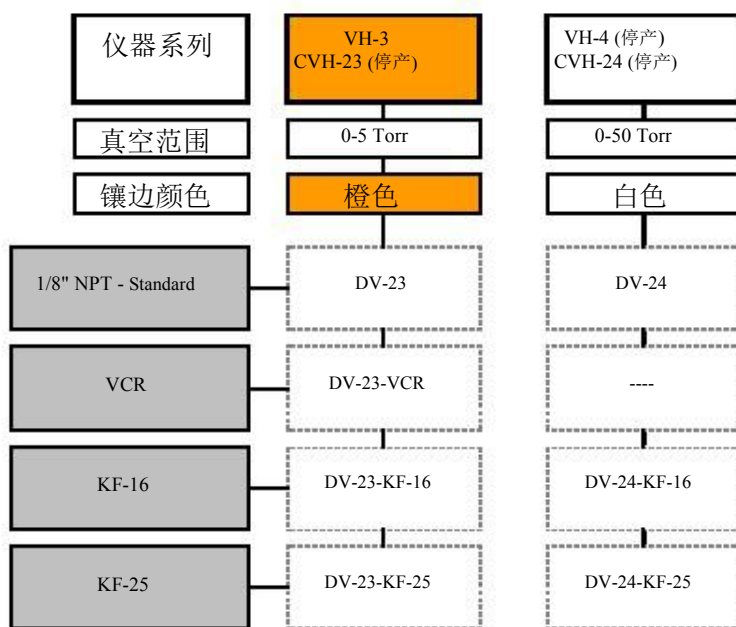 仪器系列
VH-3
CVH-23 (停产)
VH-4 (停产)
CVH-24 (停产)
真空范围
0-5 Torr
0-50 Torr
镶边颜色
橙色
白色
1/8" NPT - Standard
DV-23
DV-24
VCR
DV-23-VCR
----
KF-16
DV-23-KF-16
DV-24-KF-16
KF-25
DV-23-KF-25
DV-24-KF-25